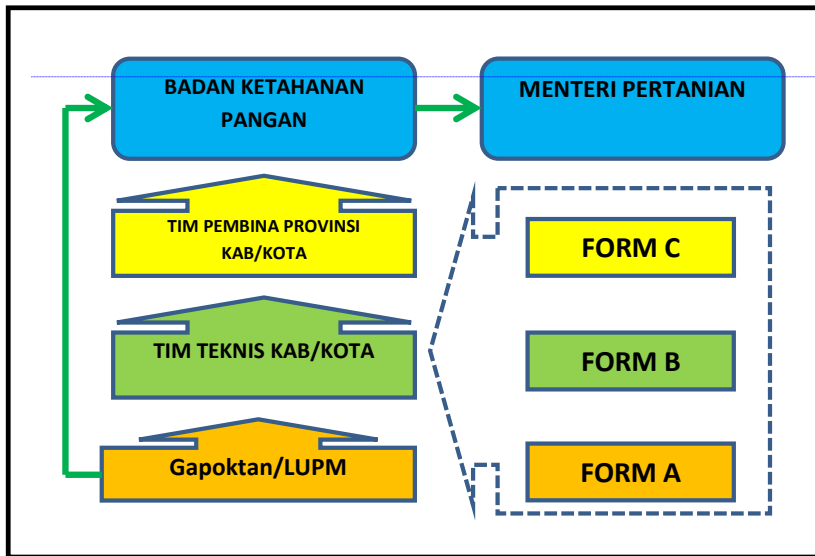 BADAN KETAHANAN
PANGAN
MENTERI PERTANIAN
TIM PEMBINA PROVINSI
KAB/KOTA
FORM C
TIM TEKNIS KAB/KOTA
FORM B
Gapoktan/LUPM
FORM A